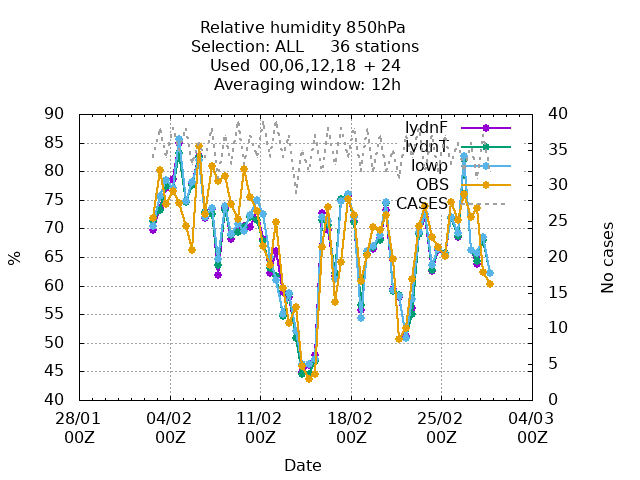 Relative humidity 850hPa
Selection: ALL     36 stations
Used  00,06,12,18 + 24
Averaging window: 12h
90
85
80
75
70
65
60
55
50
45
40
%
40
35
30
25
20
15
10
5
0
No cases
lydnF
lydnT
lowp
OBS
CASES
28/01 04/02 11/02 18/02 25/02 04/03
00Z 00Z 00Z 00Z 00Z 00Z
Date